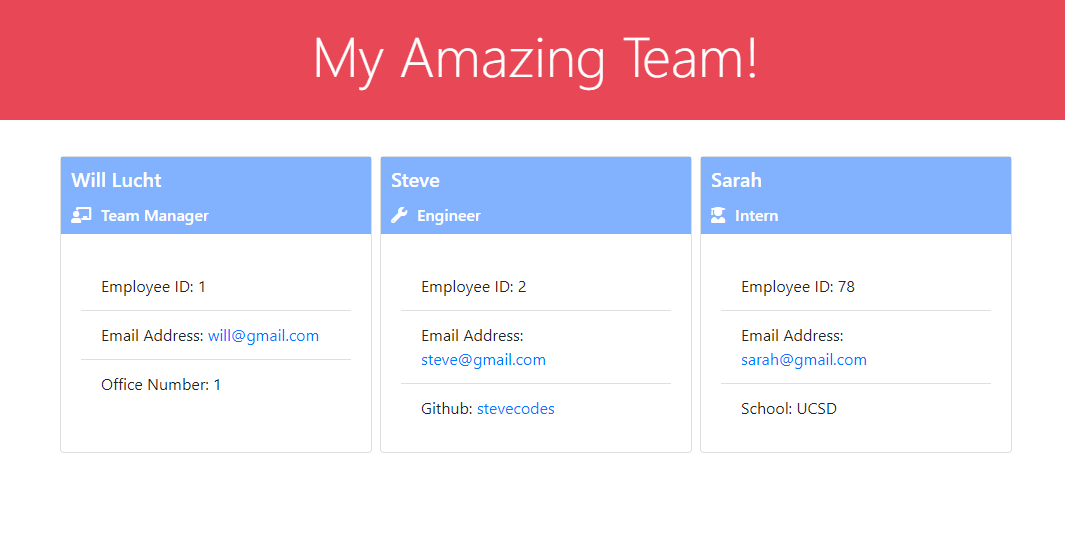 My Amazing Team!
Will Lucht
Team Manager
Employee ID: 1
Email Address: will@gmail.com
Office Number: 1
Steve
Engineer
Employee ID: 2
Email Address:
steve@gmail.com
Github: stevecodes
Sarah
Intern
Employee ID: 78
Email Address:
sarah@gmail.com
School: UCSD